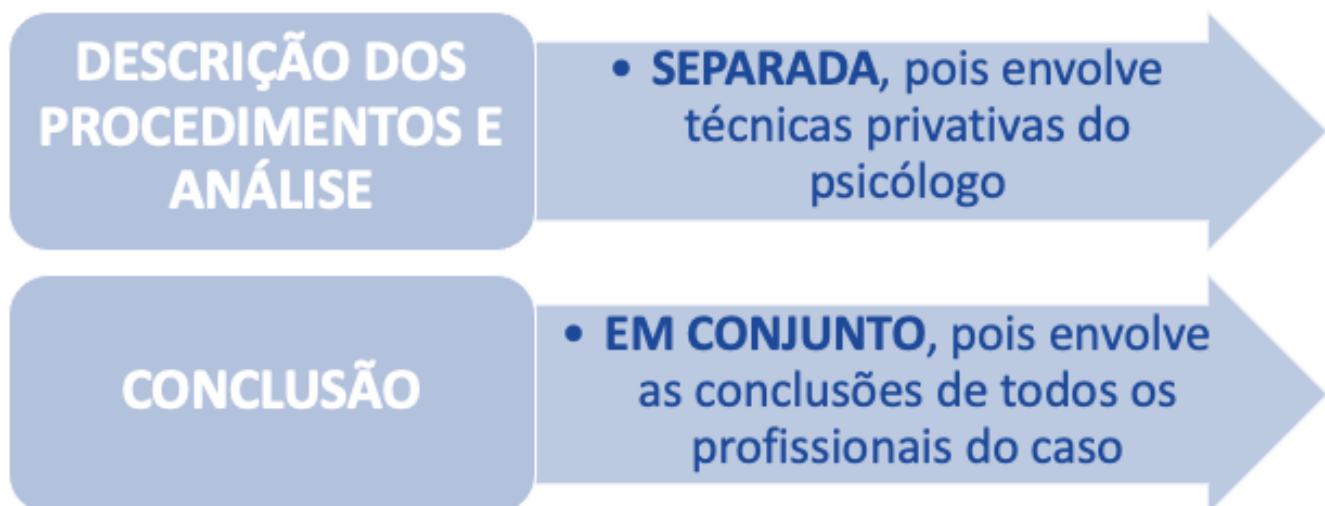 DESCRIÇÃO DOS
PROCEDIMENTOS E
ANÁLISE
• SEPARADA, pois envolve
técnicas privativas do
psicólogo
CONCLUSÃO
• EM CONJUNTO, pois envolve
as conclusões de todos os
profissionais do caso